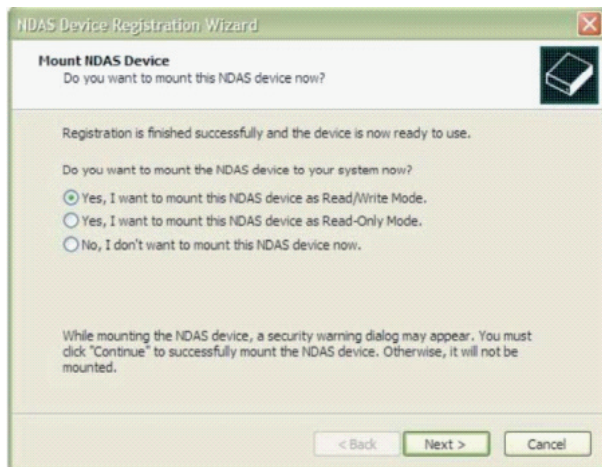 NDAS Device Registration Wizard
Mount NDAS Device
Do you want to mount this NDAS device now?
Registration is finished successfully and the device is now ready to use.
Do you want to mount the NDAS device to your system now?
Yes, I want to mount this NDAS device as Read/Write Mode.
Yes, I want to mount this NDAS device as Read-Only Mode.
No, I don't want to mount this NDAS device now.
While mounting the NDAS device, a security warning dialog may appear. You must
click "Continue" to successfully mount the NDAS device. Otherwise, it will not be
mounted.
< Back Next > Cancel